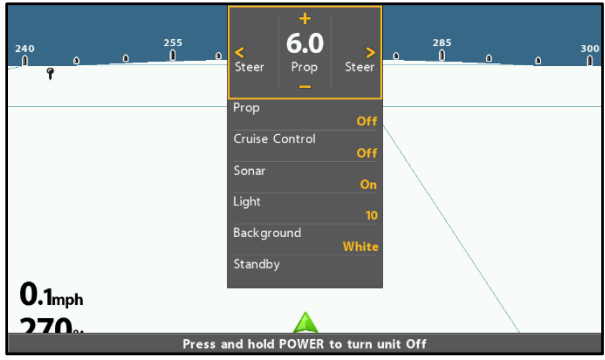 240
255
285
300
+
<
6.0
>
Steer
Prop
Steer
−
Prop
Off
Cruise Control
Off
Sonar
On
Light
10
Background
White
Standby
0.1mph
270
Press and hold POWER to turn unit Off